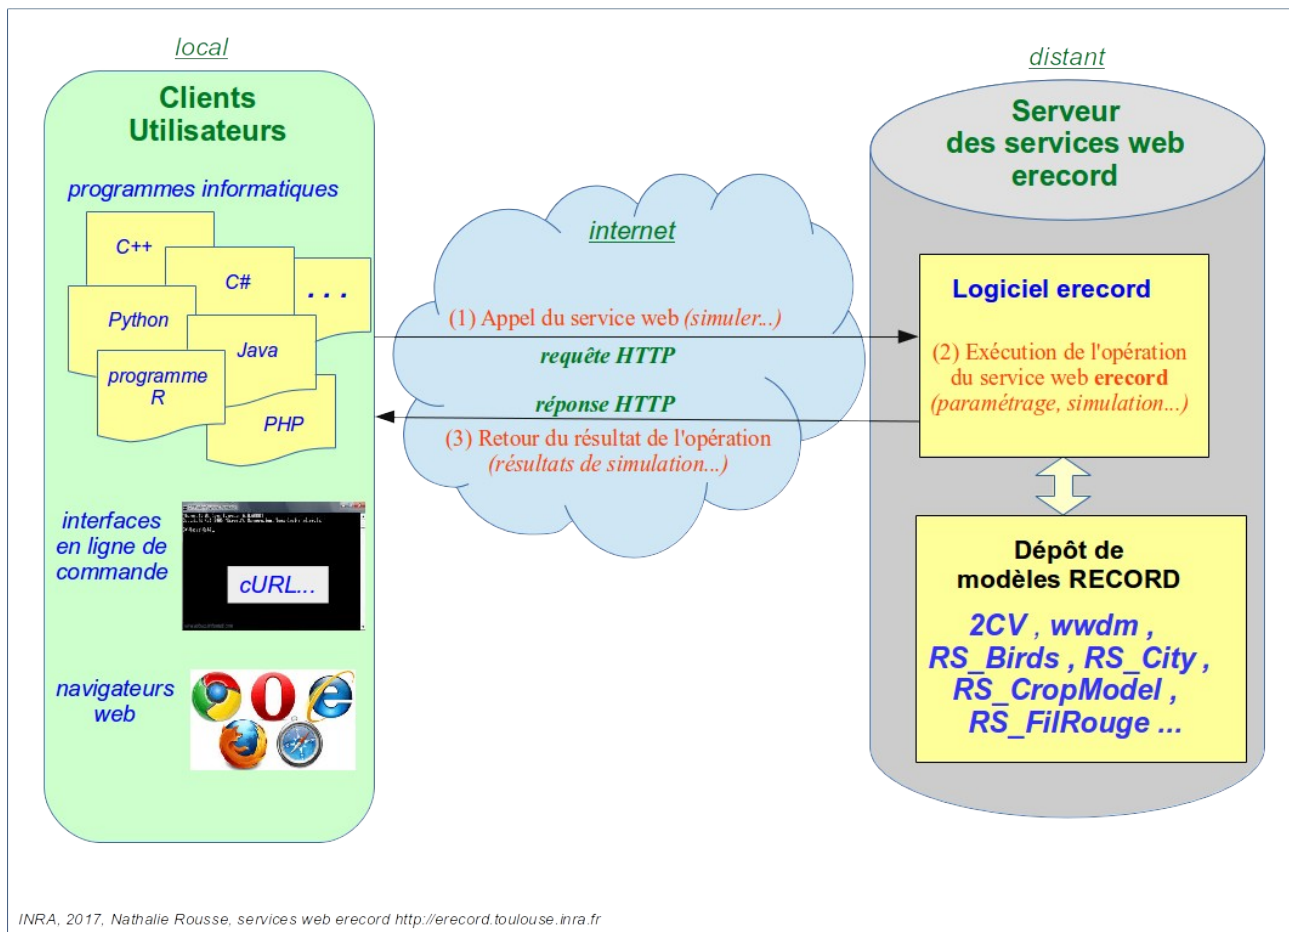 local
Clients
Utilisateurs
programmes informatiques
C++
C#
...
Python
Java
programme
R
PHP
interfaces
en ligne de
commande
cURL...
navigateurs
web
internet
(1) Appel du service web (simuler...)
requête HTTP
réponse HTTP
(3) Retour du résultat de l'opération
(résultats de simulation...)
distant
Serveur
des services web
erecord
Logiciel erecord
(2) Exécution de l'opération
du service web erecord
(paramétrage, simulation...)
Dépôt de
modèles RECORD
2CV , wwdm ,
RS_Birds , RS_City ,
RS_CropModel ,
RS_FilRouge ...
INRA, 2017, Nathalie Rousse, services web erecord http://erecord.toulouse.inra.fr